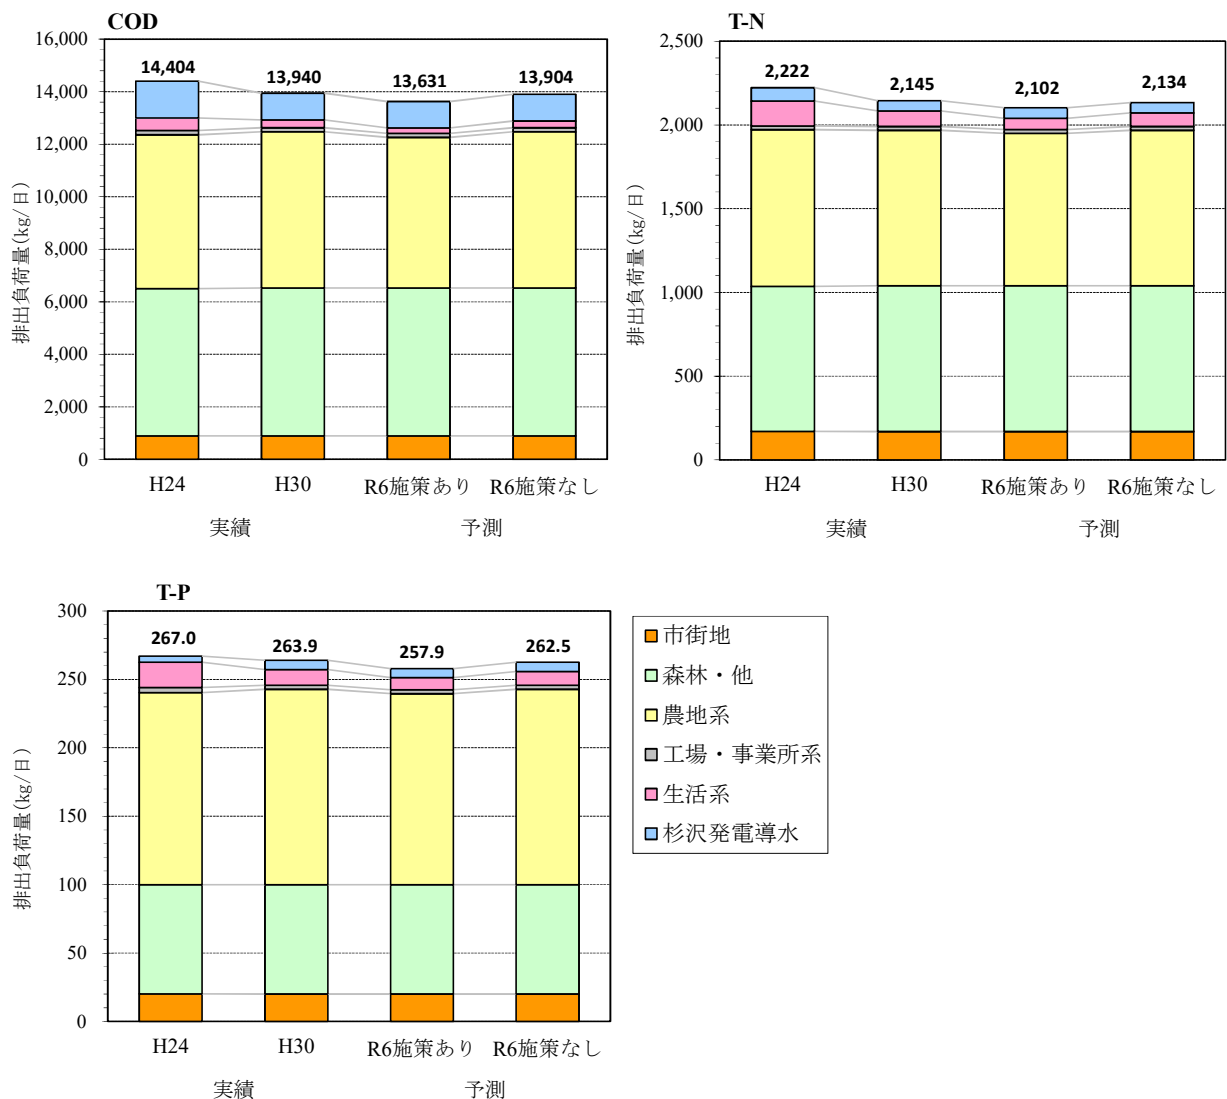 COD
16,000
14,000
12,000
10,000
8,000
6,000
4,000
2,000
0
排出負荷量(kg/日)
14,404
13,940
13,631
13,904
H24
H30
R6施策あり
R6施策なし
実績
予測
T-N
2,500
2,000
1,500
1,000
500
0
排出負荷量(kg/日)
2,222
2,145
2,102
2,134
H24
H30
R6施策あり
R6施策なし
実績
予測
T-P
300
250
200
150
100
50
0
排出負荷量(kg/日)
267.0
263.9
257.9
262.5
H24
H30
R6施策あり
R6施策なし
実績
予測
市街地
森林・他
農地系
工場・事業所系
生活系
杉沢発電導水